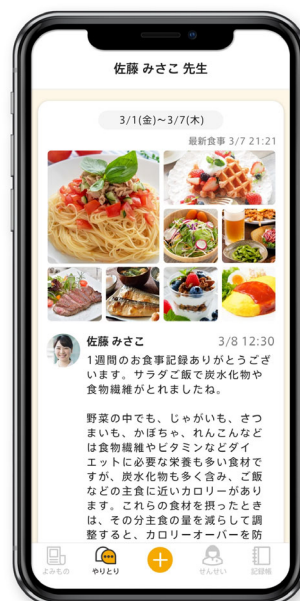 佐藤 みさこ 先生
3/1(金)〜3/7(木)
最新食事 3/7 21:21
佐藤 みさこ 3/8 12:30
1週間のお食事記録ありがとうござ
います。サラダご飯で炭水化物や
食物繊維がとれましたね。
野菜の中でも、じゃがいも、さつ
まいも、かぼちゃ、れんこんなど
は食物繊維やビタミンなどダイ
エットに必要な栄養も多い食材で
すが、炭水化物も多く含み、ご飯
などの主食に近いカロリーがあり
ます。これらの食材を摂ったとき
は、その分主食の量を減らして調
整すると、カロリーオーバーを防
よみもの
やりとり
せんせい
記録帳